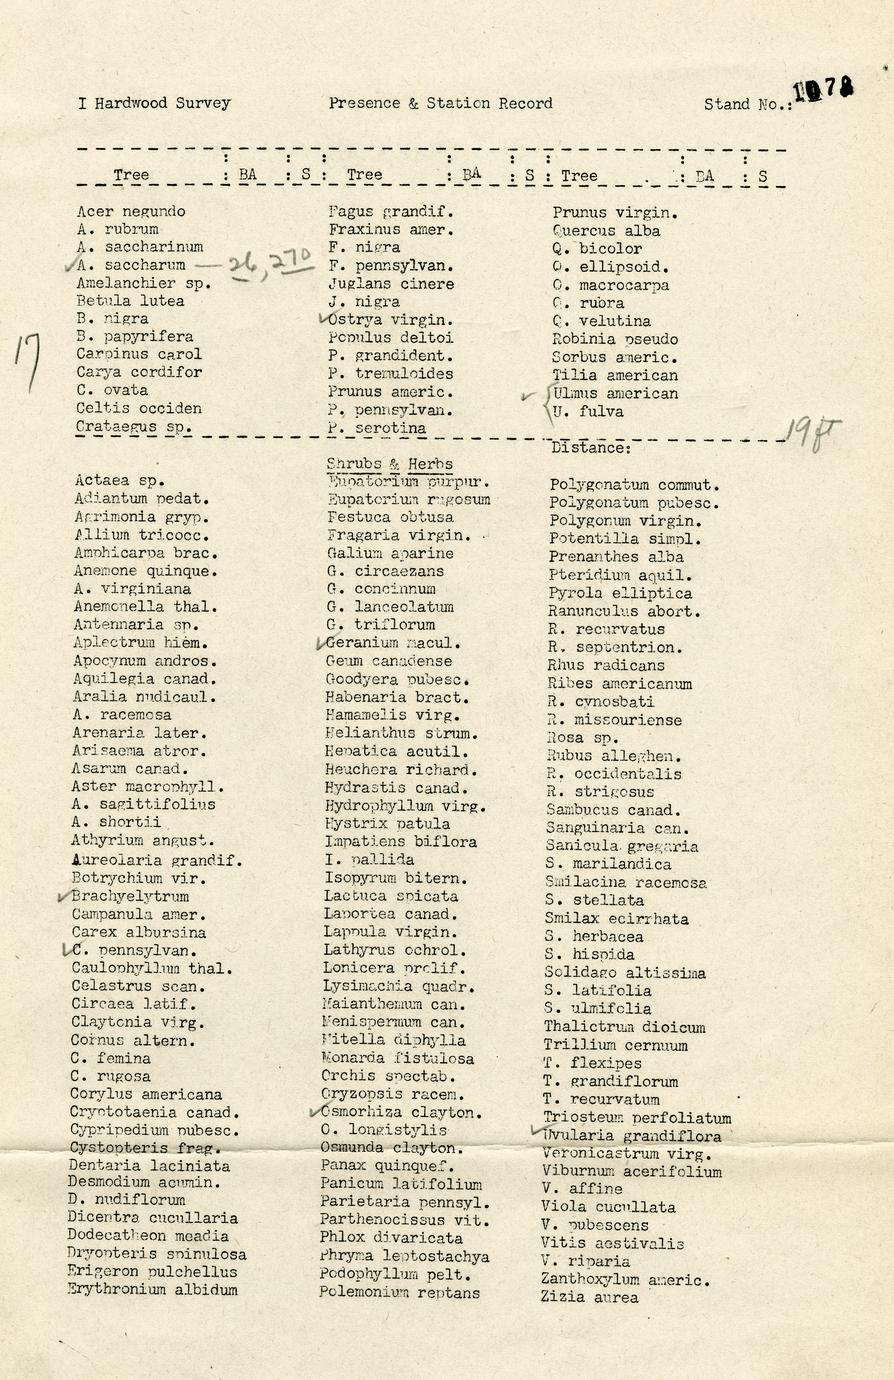 I Hardwood Survey Presence & Station Record Stand No.: 1078
Tree : BA : S : Tree : BA : S : Tree : BA : S
Acer negundo
A. rubrum
A. saccharinum
✓A. saccharum — 26, 270
Amelanchier sp.
Betula lutea
B. nigra
B. papyrifera
17
Carpinus carol
Carya cordifor
C. ovata
Celtis occiden
Crataegus sp.
Fagus grandif.
Fraxinus amer.
F. nigra
F. pennsylvan.
Juglans cinere
J. nigra
✓Ostrya virgin.
Populus deltoi
P. grandident.
P. tremuloides
Prunus americ.
P. pennsylvan.
P. serotina
Prunus virgin.
Quercus alba
Q. bicolor
Q. ellipsoid.
Q. macrocarpa
Q. rubra
Q. velutina
Robinia pseudo
Sorbus americ.
Tilia american
✓{Ulmus american
U. fulva
Distance: 19 ft
Shrubs & Herbs
Actaea sp.
Adiantum pedat.
Agrimonia gryp.
Allium tricocc.
Amphicarpa brac.
Anemone quinque.
A. virginiana
Anemonella thal.
Antennaria sp.
Aplectrum hiem.
Apocynum andros.
Aquilegia canad.
Aralia nudicaul.
A. racemosa
Arenaria later.
Arisaema atror.
Asarum canad.
Aster macrophyll.
A. sagittifolius
A. shortii
Athyrium angust.
Aureolaria grandif.
Botrychium vir.
✓Brachyelytrum
Campanula amer.
Carex albursina
✓C. pennsylvan.
Caulophyllum thal.
Celastrus scan.
Circaea latif.
Claytonia virg.
Cornus altern.
C. femina
C. rugosa
Corylus americana
Cryptotaenia canad.
Cypripedium pubesc.
Cystopteris frag.
Dentaria laciniata
Desmodium acumin.
D. nudiflorum
Dicentra cucullaria
Dodecatheon meadia
Dryopteris spinulosa
Erigeron pulchellus
Erythronium albidum
Eupatorium purpur.
Eupatorium rugosum
Festuca obtusa
Fragaria virgin.
Galium aparine
G. circaezans
G. concinnum
G. lanceolatum
G. triflorum
✓Geranium macul.
Geum canadense
Goodyera pubesc.
Habenaria bract.
Hamamelis virg.
Helianthus strum.
Hepatica acutil.
Heuchera richard.
Hydrastis canad.
Hydrophyllum virg.
Hystrix patula
Impatiens biflora
I. pallida
Isopyrum bitern.
Lactuca spicata
Laportea canad.
Lappula virgin.
Lathyrus ochrol.
Lonicera prolif.
Lysimachia quadr.
Maianthemum can.
Menispermum can.
Mitella diphylla
Monarda fistulosa
Orchis spectab.
Oryzopsis racem.
✓Osmorhiza clayton.
O. longistylis
Osmunda clayton.
Panax quinquef.
Panicum latifolium
Parietaria pennsyl.
Parthenocissus vit.
Phlox divaricata
Phryma leptostachya
Podophyllum pelt.
Polemonium reptans
Polygonatum commut.
Polygonatum pubesc.
Polygonum virgin.
Potentilla simpl.
Prenanthes alba
Pteridium aquil.
Pyrola elliptica
Ranunculus abort.
R. recurvatus
R. septentrion.
Rhus radicans
Ribes americanum
R. cynosbati
R. missouriense
Rosa sp.
Rubus alleghen.
R. occidentalis
R. strigosus
Sambucus canad.
Sanguinaria can.
Sanicula gregaria
S. marilandica
Smilacina racemosa
S. stellata
Smilax ecirrhata
S. herbacea
S. hispida
Solidago altissima
S. latifolia
S. ulmifolia
Thalictrum dioicum
Trillium cernuum
T. flexipes
T. grandiflorum
T. recurvatum
Triosteum perfoliatum
✓Uvularia grandiflora
Veronicastrum virg.
Viburnum acerifolium
V. affine
Viola cucullata
V. pubescens
Vitis aestivalis
V. riparia
Zanthoxylum americ.
Zizia aurea